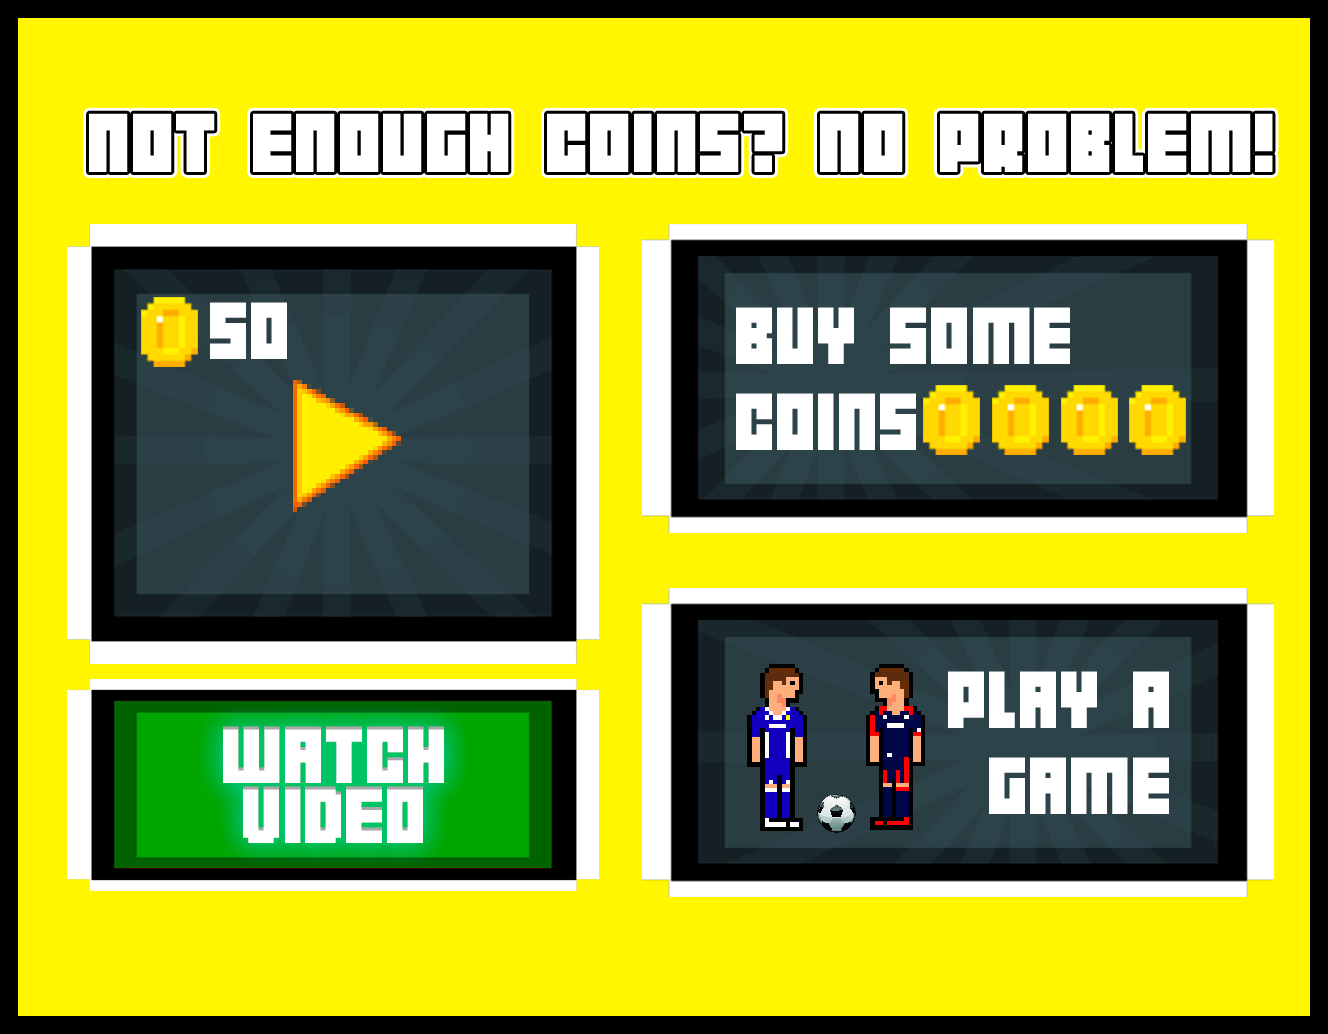 NOT ENOUGH COINS? NO PROBLEM!
50
WATCH
VIDEO
BUY SOME
COINS
PLAY A
GAME